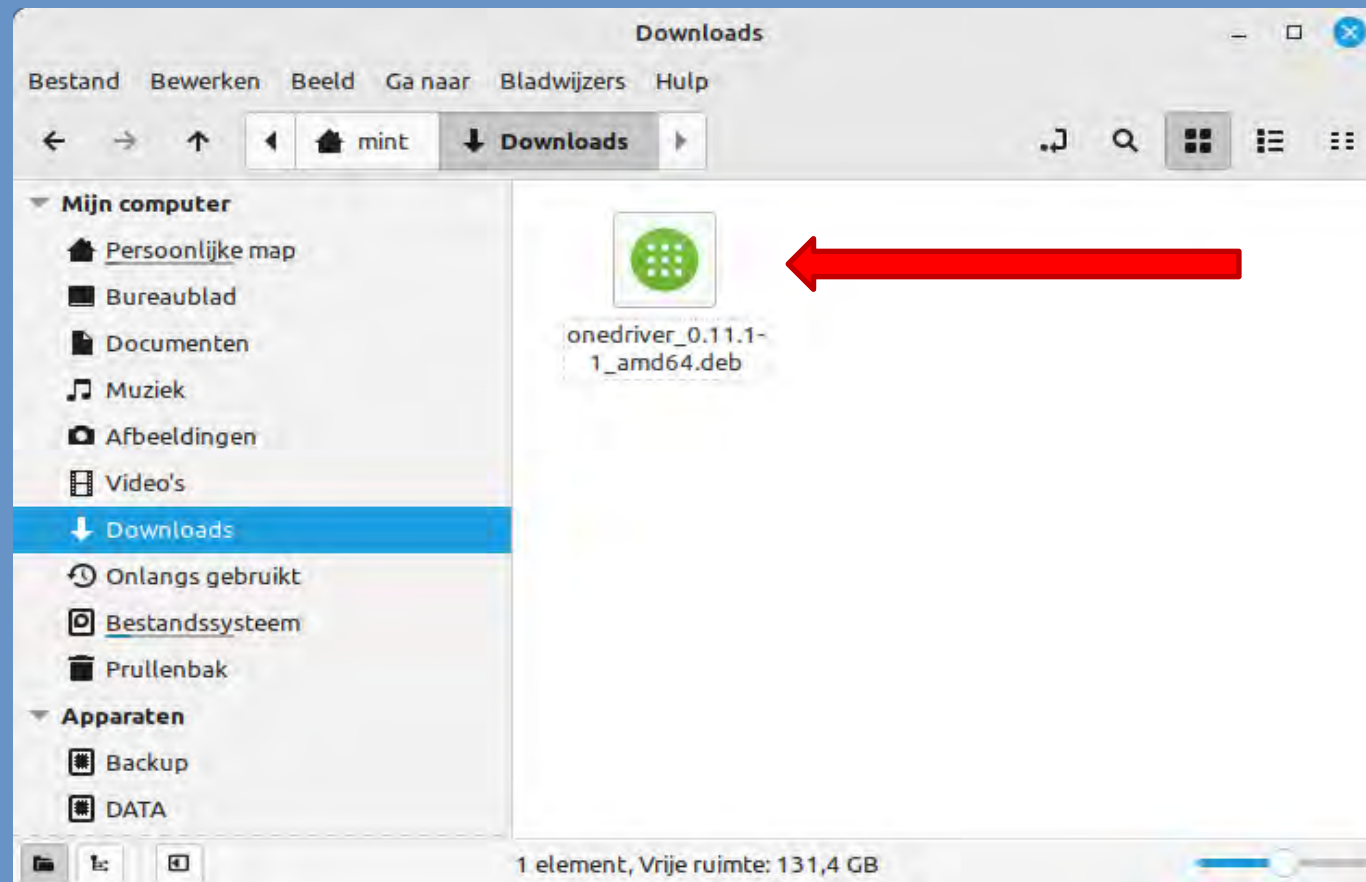 Downloads
Bestand Bewerken Beeld Ga naar Bladwijzers Hulp
mint Downloads
Mijn computer
Persoonlijke map
Bureaublad
Documenten
Muziek
Afbeeldingen
Video's
Downloads
Onlangs gebruikt
Bestandssysteem
Prullenbak
Apparaten
Backup
DATA
onedriver_0.11.1-
1_amd64.deb
1 element, Vrije ruimte: 131,4 GB